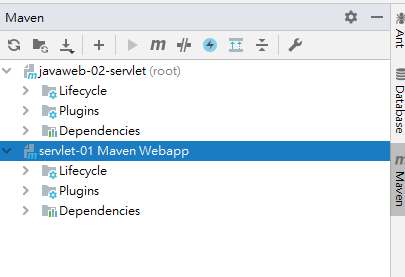 Maven
javaweb-02-servlet (root)
Lifecycle
Plugins
Dependencies
servlet-01 Maven Webapp
Lifecycle
Plugins
Dependencies
Ant
Database
Maven